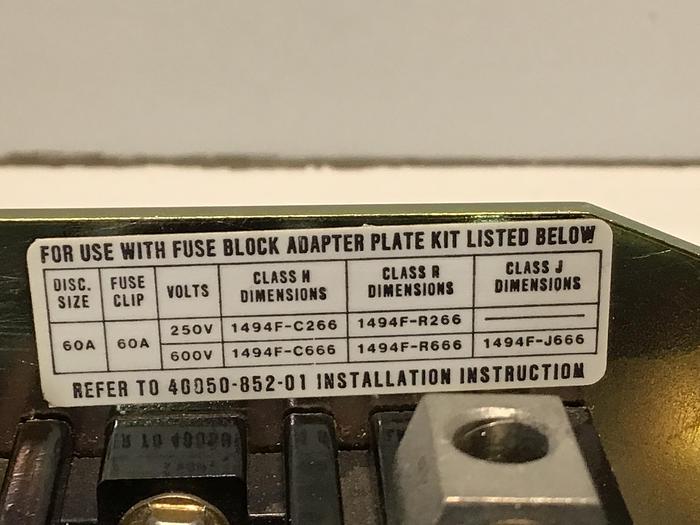 FOR USE WITH FUSE BLOCK ADAPTER PLATE KIT LISTED BELOW
DISC. SIZE FUSE CLIP VOLTS CLASS H DIMENSIONS CLASS R DIMENSIONS CLASS J DIMENSIONS
60A 60A 250V 1494F-C266 1494F-R266
600V 1494F-C666 1494F-R666 1494F-J666
REFER TO 40050-852-01 INSTALLATION INSTRUCTION